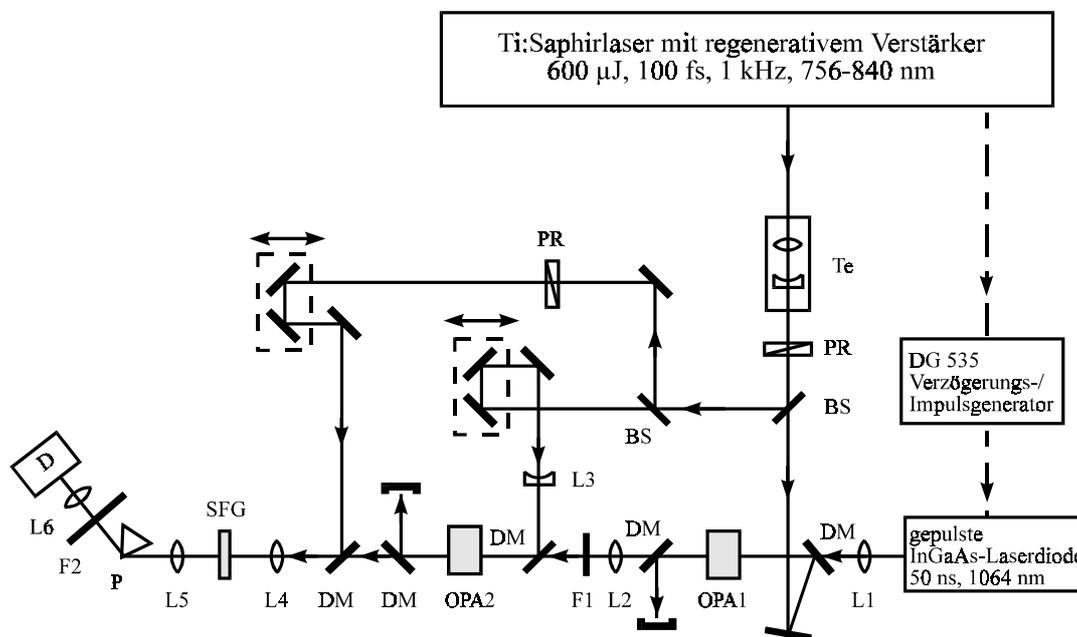 Ti:Saphirlaser mit regenerativem Verstärker
600 µJ, 100 fs, 1 kHz, 756-840 nm
PR
Te
PR
DG 535
Verzögerungs-/
Impulsgenerator
BS
BS
D
L3
L6
SFG
DM
DM
DM
gepulste
InGaAs-Laserdiode
50 ns, 1064 nm
F2
P
L5
L4
DM
DM
OPA2
F1
L2
OPA1
L1